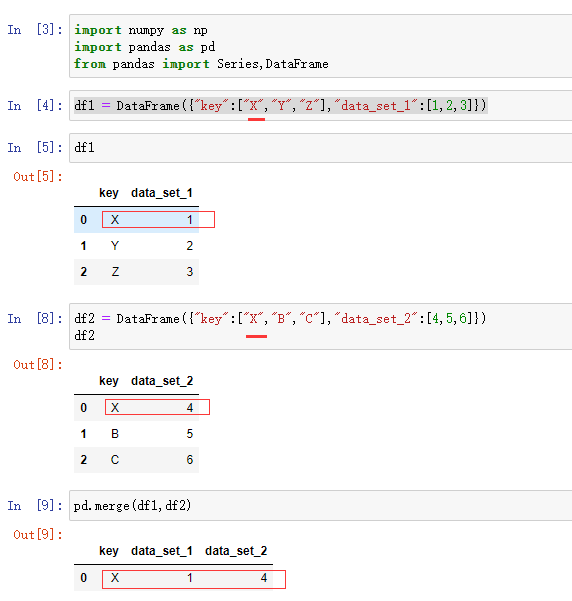 In [3]: import numpy as np
import pandas as pd
from pandas import Series,DataFrame
In [4]: df1 = DataFrame({"key":["X","Y","Z"],"data_set_1":[1,2,3]})
In [5]: df1
Out[5]:
key data_set_1
0 X 1
1 Y 2
2 Z 3
In [8]: df2 = DataFrame({"key":["X","B","C"],"data_set_2":[4,5,6]})
df2
Out[8]:
key data_set_2
0 X 4
1 B 5
2 C 6
In [9]: pd.merge(df1,df2)
Out[9]:
key data_set_1 data_set_2
0 X 1 4